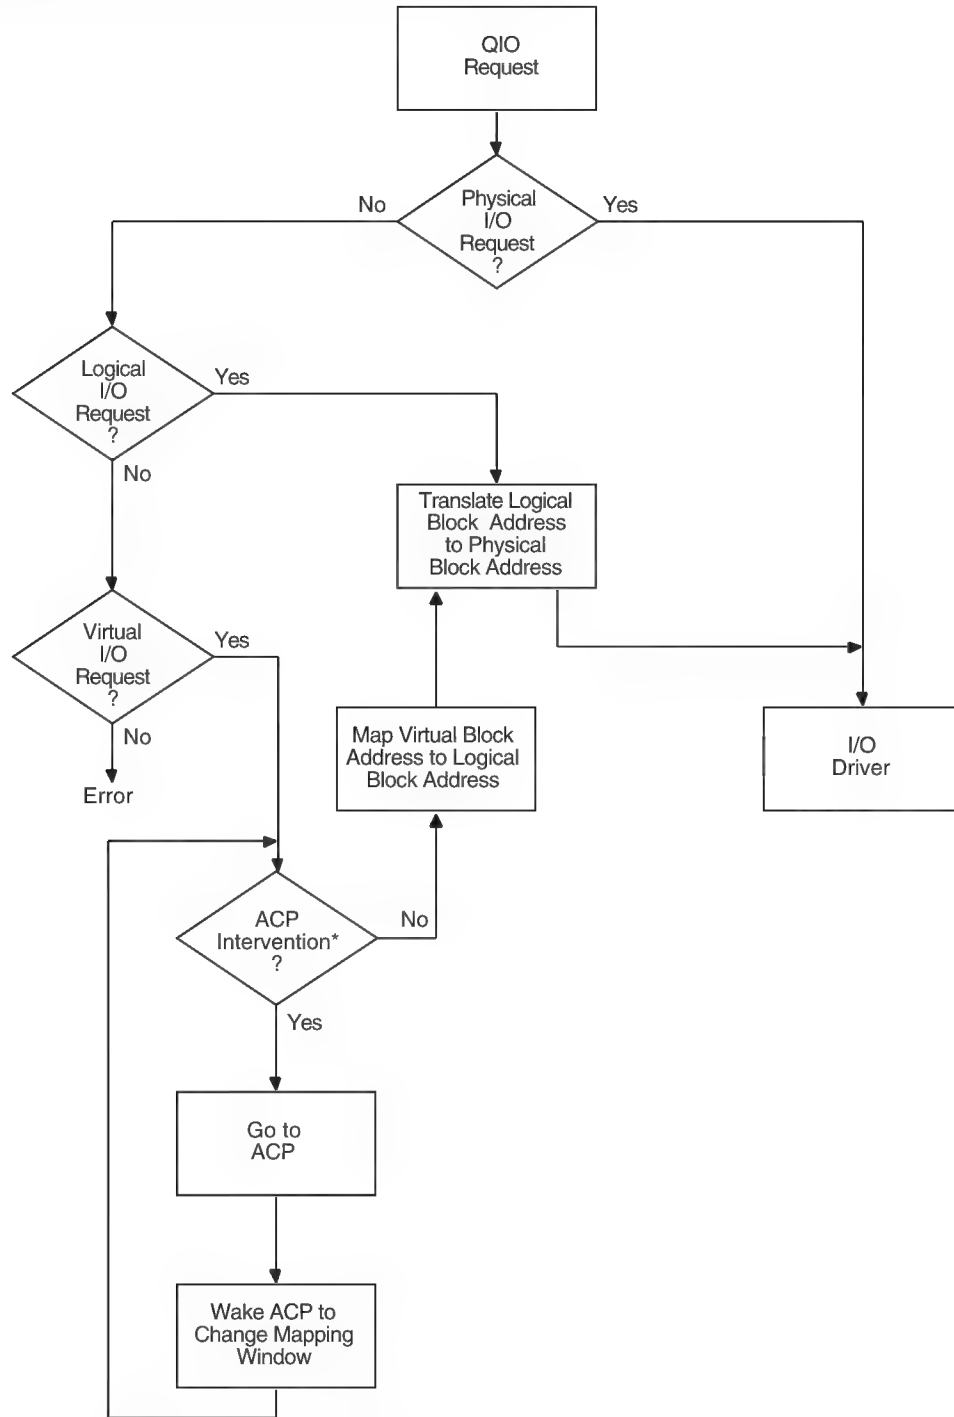 QIO
Request
Physical
I/O
Request
?
No
Yes
Logical
I/O
Request
?
Yes
No
Translate Logical
Block Address
to Physical
Block Address
Virtual
I/O
Request
?
Yes
No
Error
Map Virtual Block
Address to Logical
Block Address
I/O
Driver
ACP
Intervention*
?
No
Yes
Go to
ACP
Wake ACP to
Change Mapping
Window